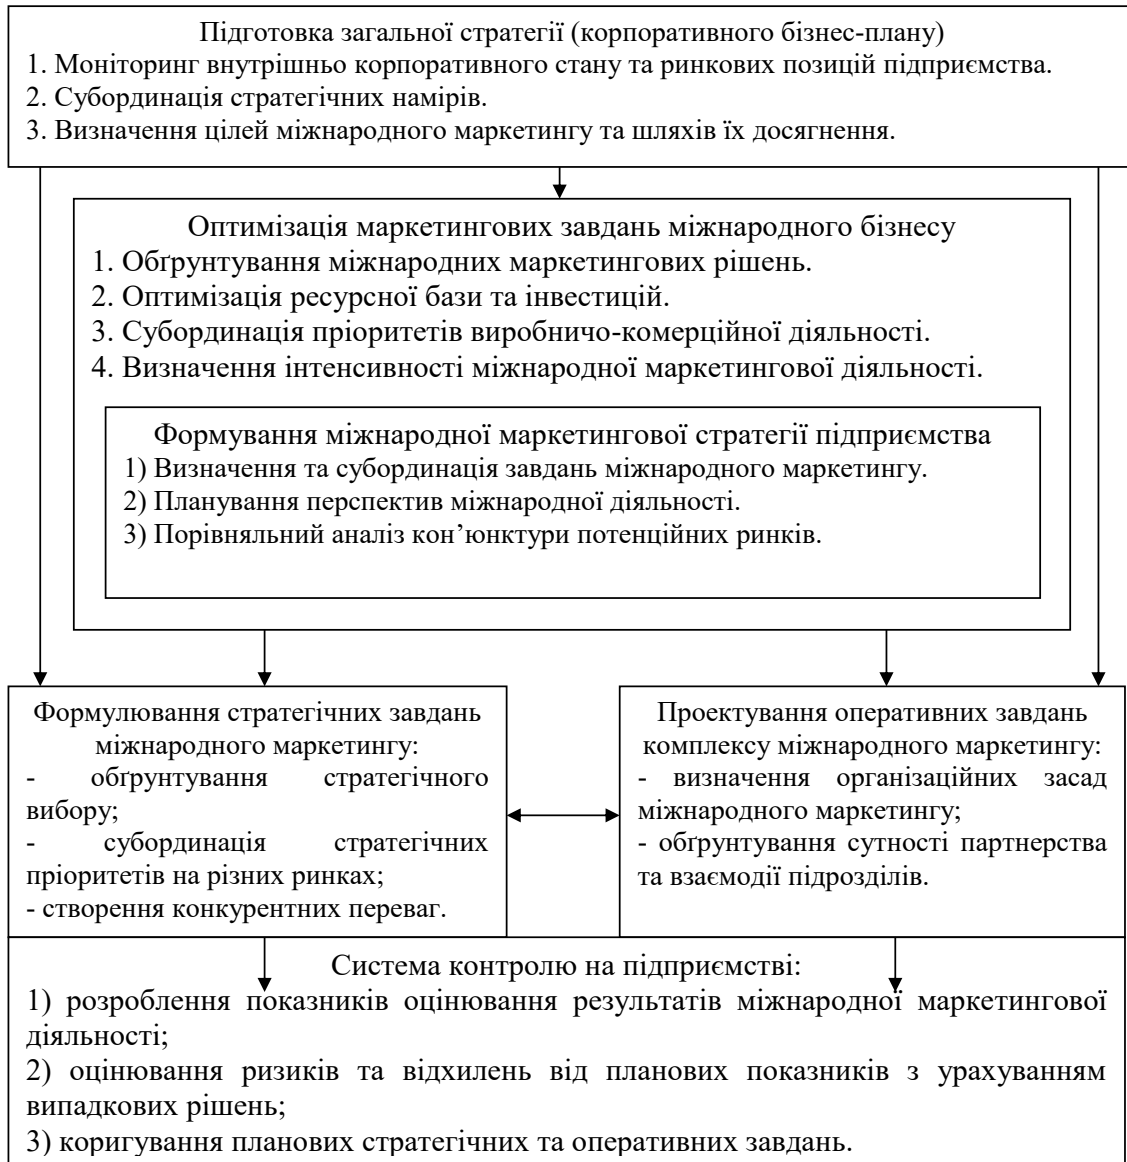 Підготовка загальної стратегії (корпоративного бізнес-плану)
1. Моніторинг внутрішньо корпоративного стану та ринкових позицій підприємства.
2. Субординація стратегічних намірів.
3. Визначення цілей міжнародного маркетингу та шляхів їх досягнення.
Оптимізація маркетингових завдань міжнародного бізнесу
1. Обґрунтування міжнародних маркетингових рішень.
2. Оптимізація ресурсної бази та інвестицій.
3. Субординація пріоритетів виробничо-комерційної діяльності.
4. Визначення інтенсивності міжнародної маркетингової діяльності.
Формування міжнародної маркетингової стратегії підприємства
1) Визначення та субординація завдань міжнародного маркетингу.
2) Планування перспектив міжнародної діяльності.
3) Порівняльний аналіз кон’юнктури потенційних ринків.
Формулювання стратегічних завдань
міжнародного маркетингу:
- обґрунтування стратегічного
вибору;
- субординація стратегічних
пріоритетів на різних ринках;
- створення конкурентних переваг.
Проектування оперативних завдань
комплексу міжнародного маркетингу:
- визначення організаційних засад
міжнародного маркетингу;
- обґрунтування сутності партнерства
та взаємодії підрозділів.
Система контролю на підприємстві:
1) розроблення показників оцінювання результатів міжнародної маркетингової
діяльності;
2) оцінювання ризиків та відхилень від планових показників з урахуванням
випадкових рішень;
3) коригування планових стратегічних та оперативних завдань.